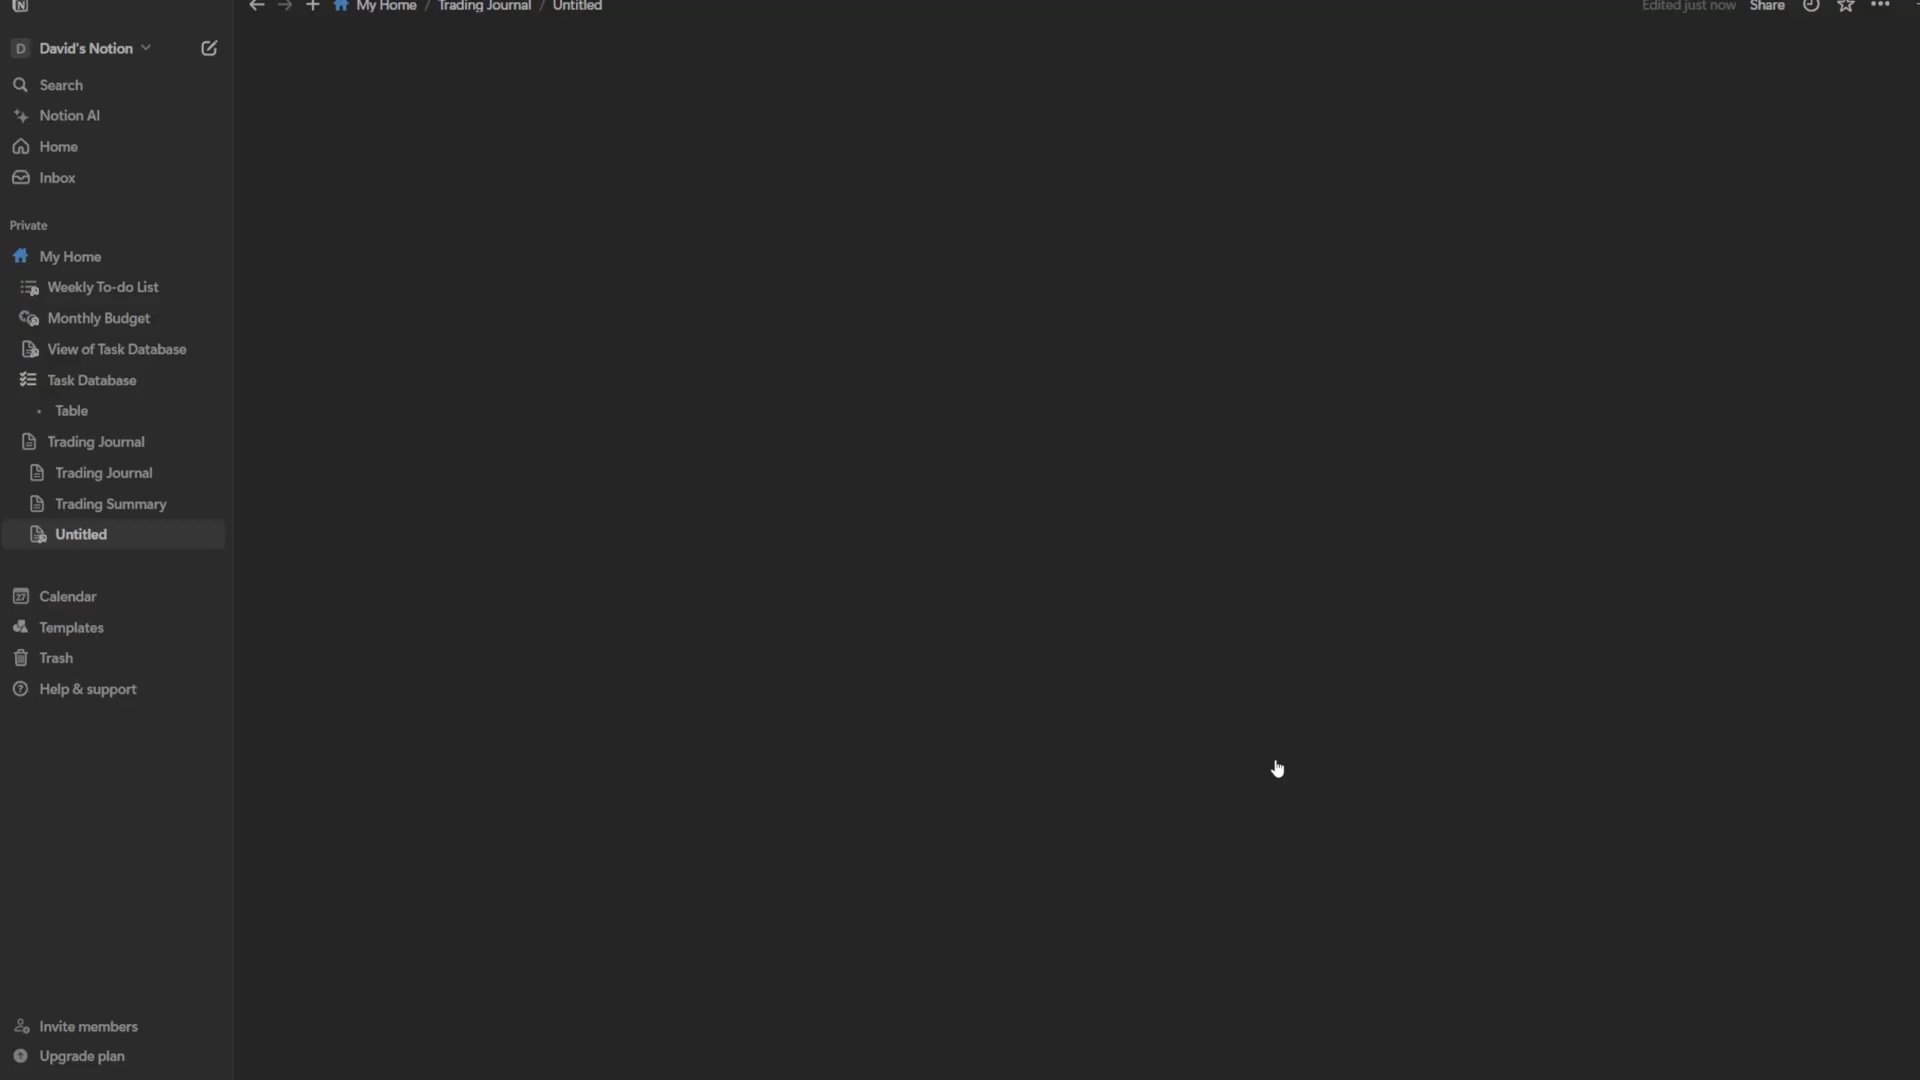 My Home / Trading Journal / Untitled
Edited just now Share
D David's Notion
Search
Notion AI
Home
Inbox
Private
My Home
Weekly To-do List
Monthly Budget
View of Task Database
Task Database
Table
Trading Journal
Trading Journal
Trading Summary
Untitled
27 Calendar
Templates
Trash
Help & support
Invite members
Upgrade plan